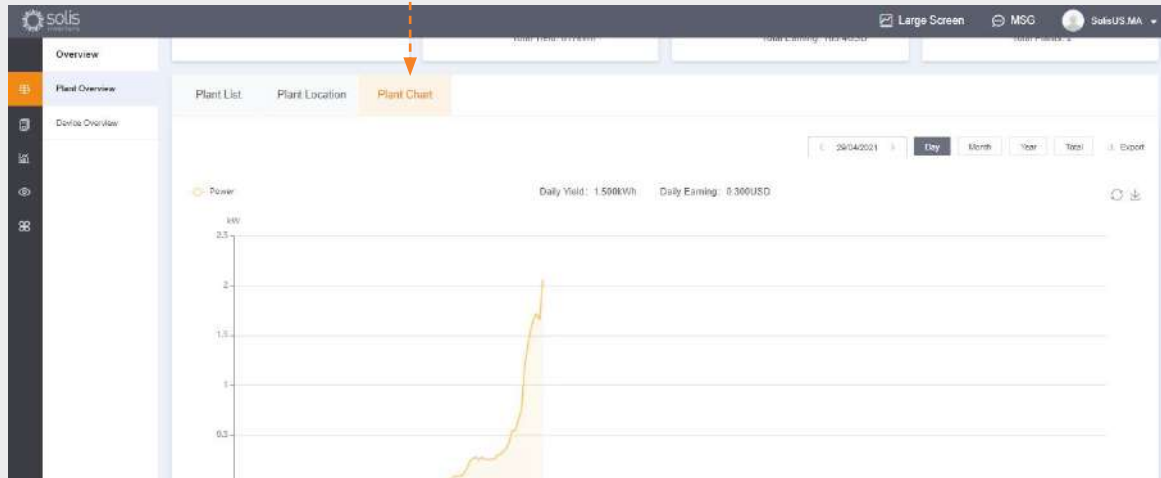 solis
Large Screen
MSG
SolisUS.MA
Overview
Plant Overview
Device Overview
Plant List
Plant Location
Plant Chart
29/04/2021
Day
Month
Year
Total
Export
Power
Daily Yield: 1.500kWh
Daily Earning: 0.300USD
kW
2.5
2
1.5
1
0.5